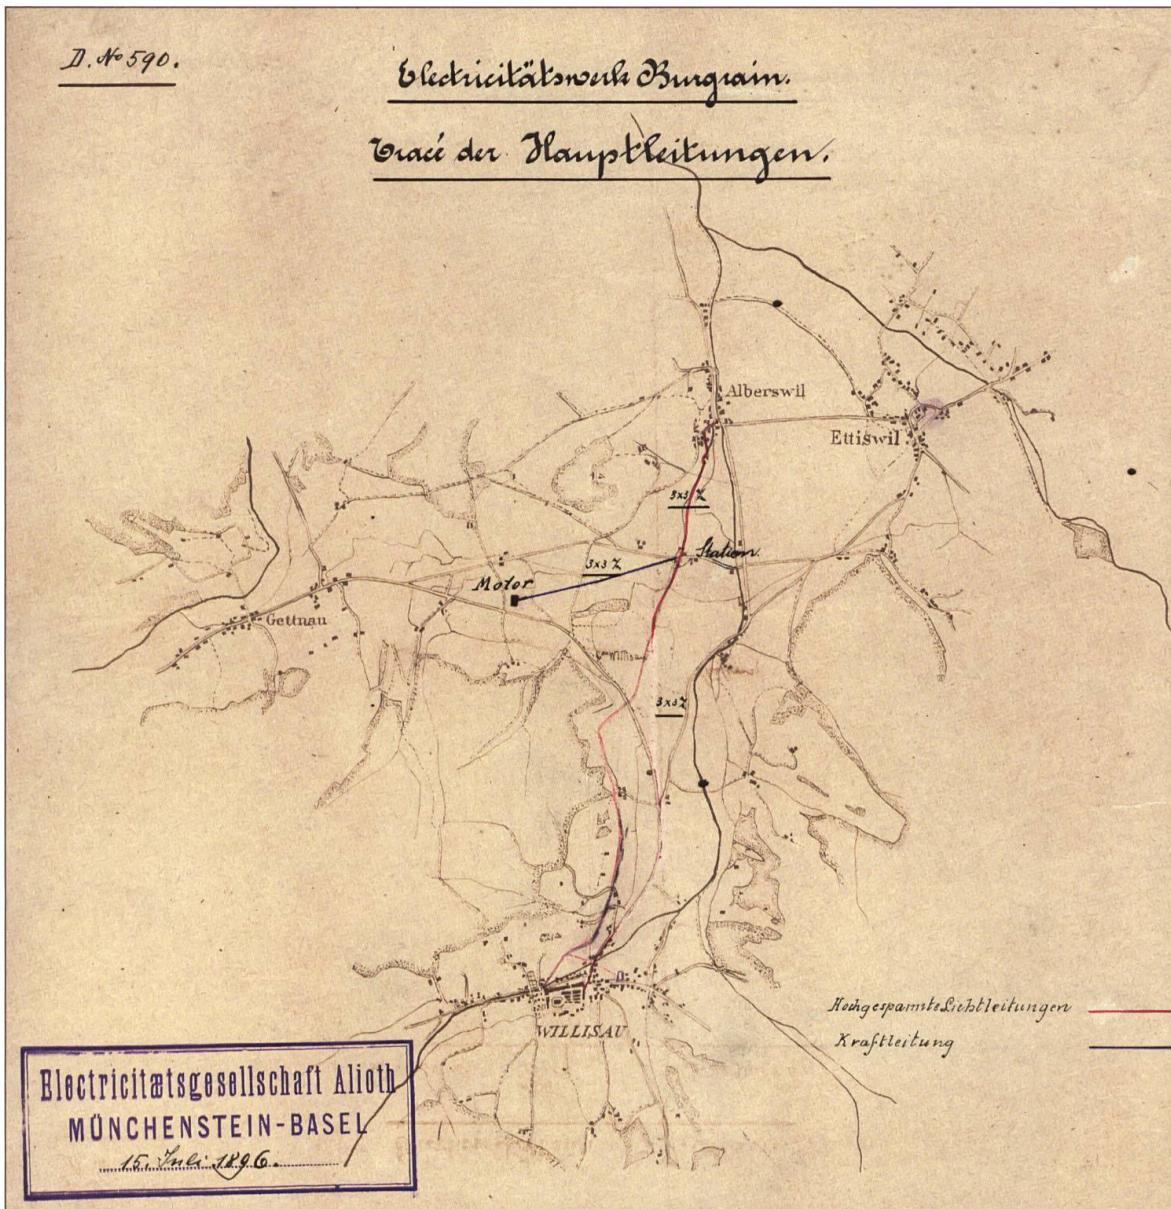 D. No 590.
Electricitätswerk Burgrain.
Tracé der Hauptleitungen.
Alberswil
Ettiswil
3x3
Station
3x3
Motor
Gettnau
3x3
WILLISAU
Hochgespannte Lichtleitungen
Kraftleitung
Electricitætsgesellschaft Alioth
MÜNCHENSTEIN-BASEL
15. Juli 1896.